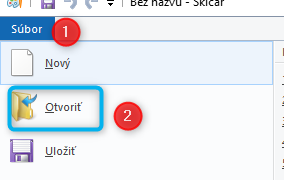 Bez názvu - Skicár
Súbor
1
Nový
Otvoriť
2
Uložiť